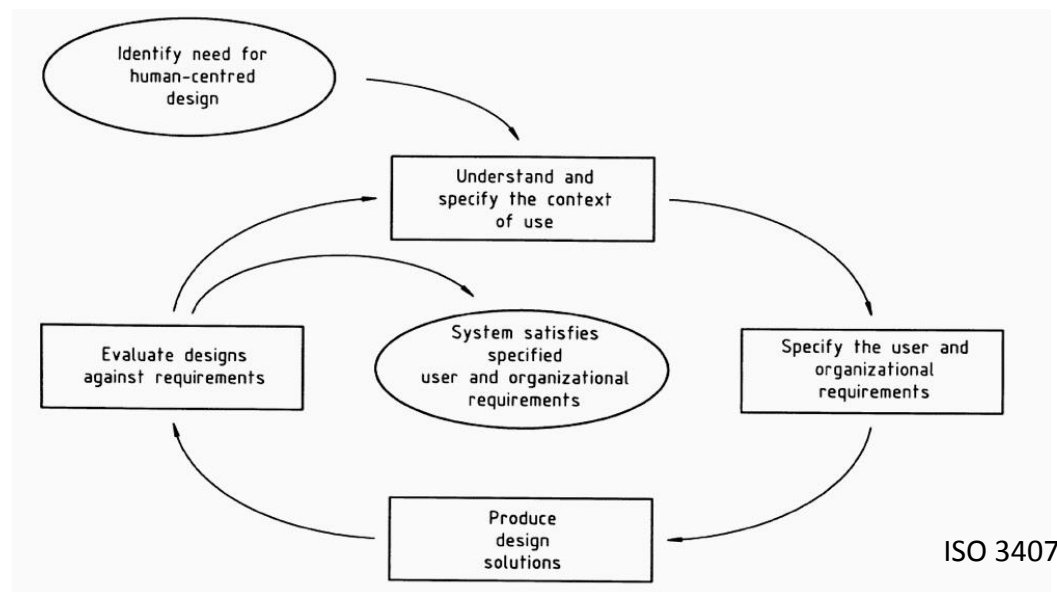 Identify need for
human-centred
design
Understand and
specify the context
of use
Evaluate designs
against requirements
System satisfies
specified
user and organizational
requirements
Specify the user and
organizational
requirements
Produce
design
solutions
ISO 3407